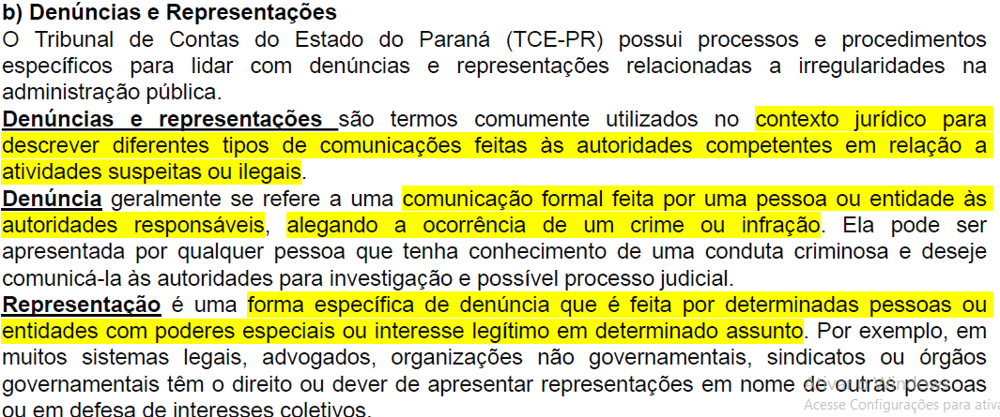 b) Denúncias e Representações
O Tribunal de Contas do Estado do Paraná (TCE-PR) possui processos e procedimentos
específicos para lidar com denúncias e representações relacionadas a irregularidades na
administração pública.
Denúncias e representações são termos comumente utilizados no contexto jurídico para
descrever diferentes tipos de comunicações feitas às autoridades competentes em relação a
atividades suspeitas ou ilegais.
Denúncia geralmente se refere a uma comunicação formal feita por uma pessoa ou entidade às
autoridades responsáveis, alegando a ocorrência de um crime ou infração. Ela pode ser
apresentada por qualquer pessoa que tenha conhecimento de uma conduta criminosa e deseje
comunicá-la às autoridades para investigação e possível processo judicial.
Representação é uma forma específica de denúncia que é feita por determinadas pessoas ou
entidades com poderes especiais ou interesse legítimo em determinado assunto. Por exemplo, em
muitos sistemas legais, advogados, organizações não governamentais, sindicatos ou órgãos
governamentais têm o direito ou dever de apresentar representações em nome de outras pessoas
ou em defesa de interesses coletivos.
Ativar o Windows
Acesse Configurações para ativa